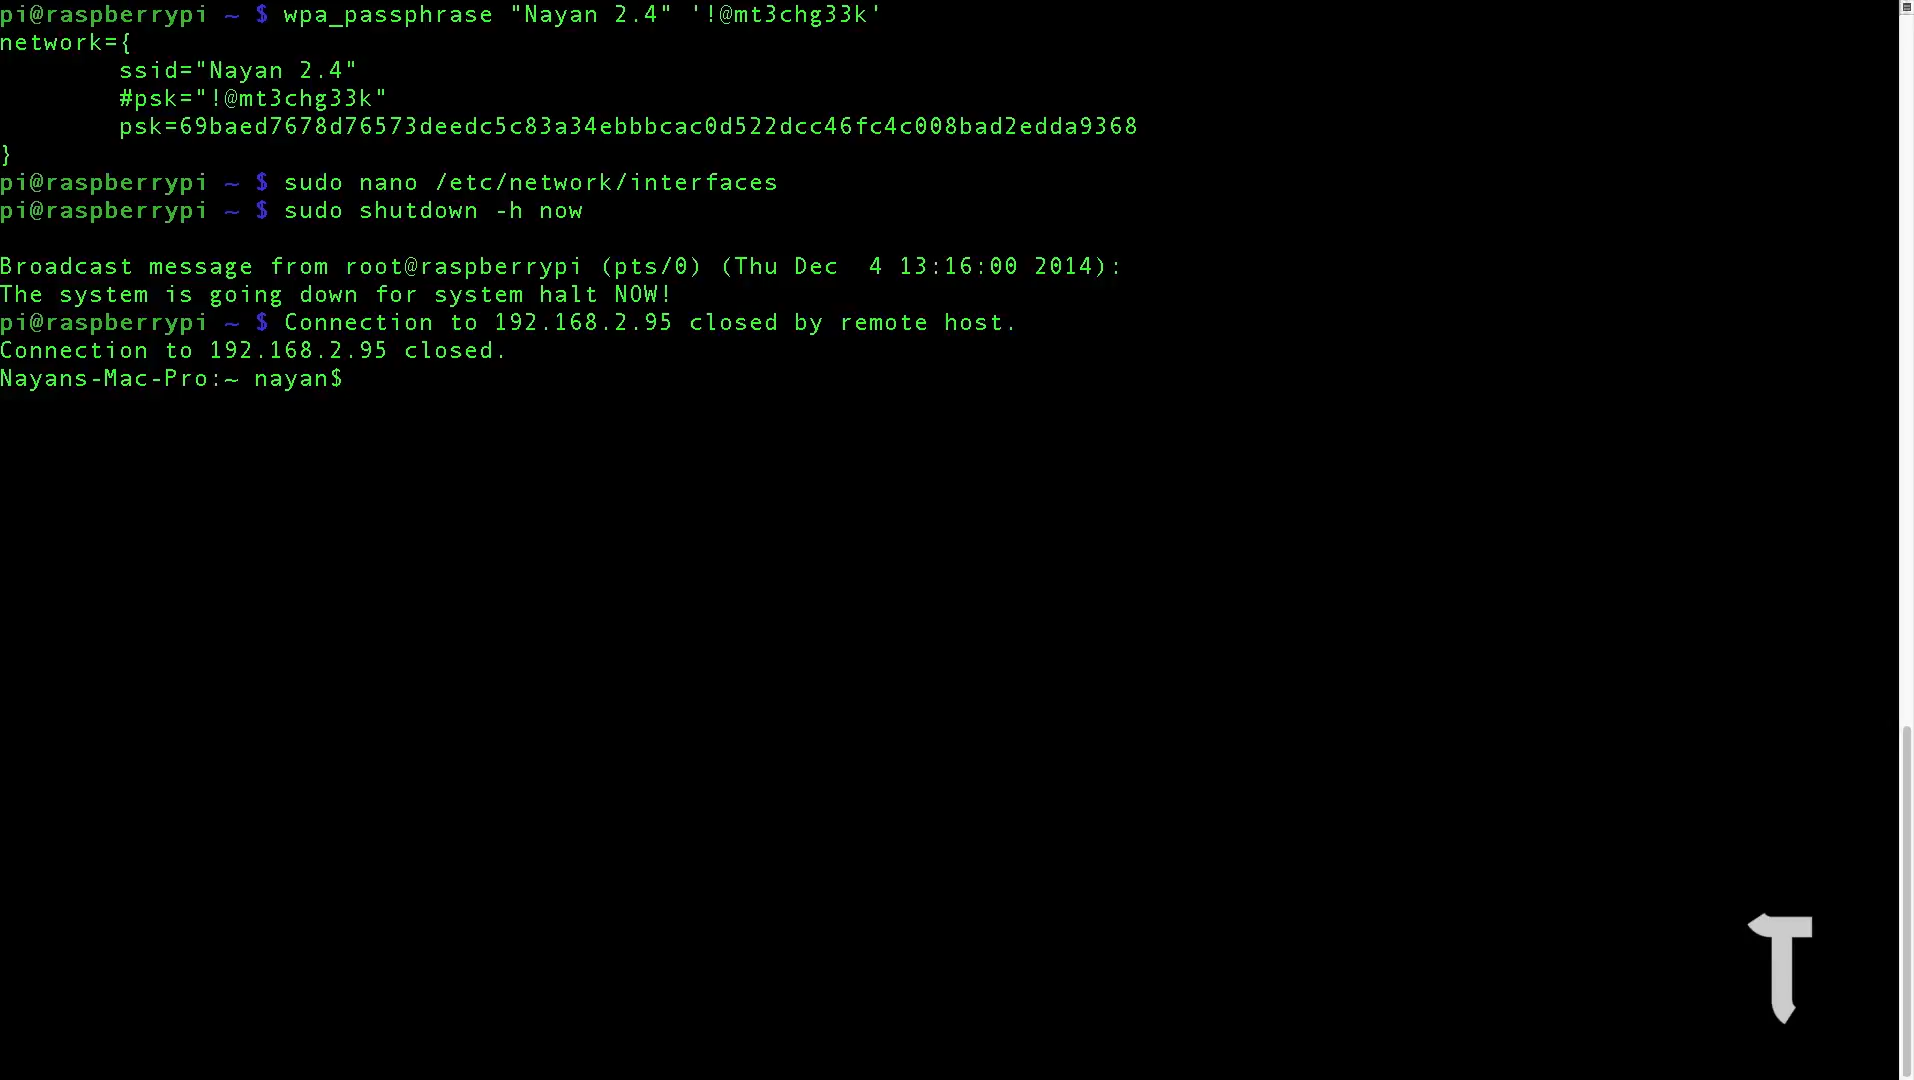 pi@raspberrypi ~ $ wpa_passphrase "Nayan 2.4" '!@mt3chg33k'
network={
        ssid="Nayan 2.4"
        #psk="!@mt3chg33k"
        psk=69baed7678d76573deedc5c83a34ebbbcac0d522dcc46fc4c008bad2edda9368
}
pi@raspberrypi ~ $ sudo nano /etc/network/interfaces
pi@raspberrypi ~ $ sudo shutdown -h now

Broadcast message from root@raspberrypi (pts/0) (Thu Dec  4 13:16:00 2014):
The system is going down for system halt NOW!
pi@raspberrypi ~ $ Connection to 192.168.2.95 closed by remote host.
Connection to 192.168.2.95 closed.
Nayans-Mac-Pro:~ nayan$
T